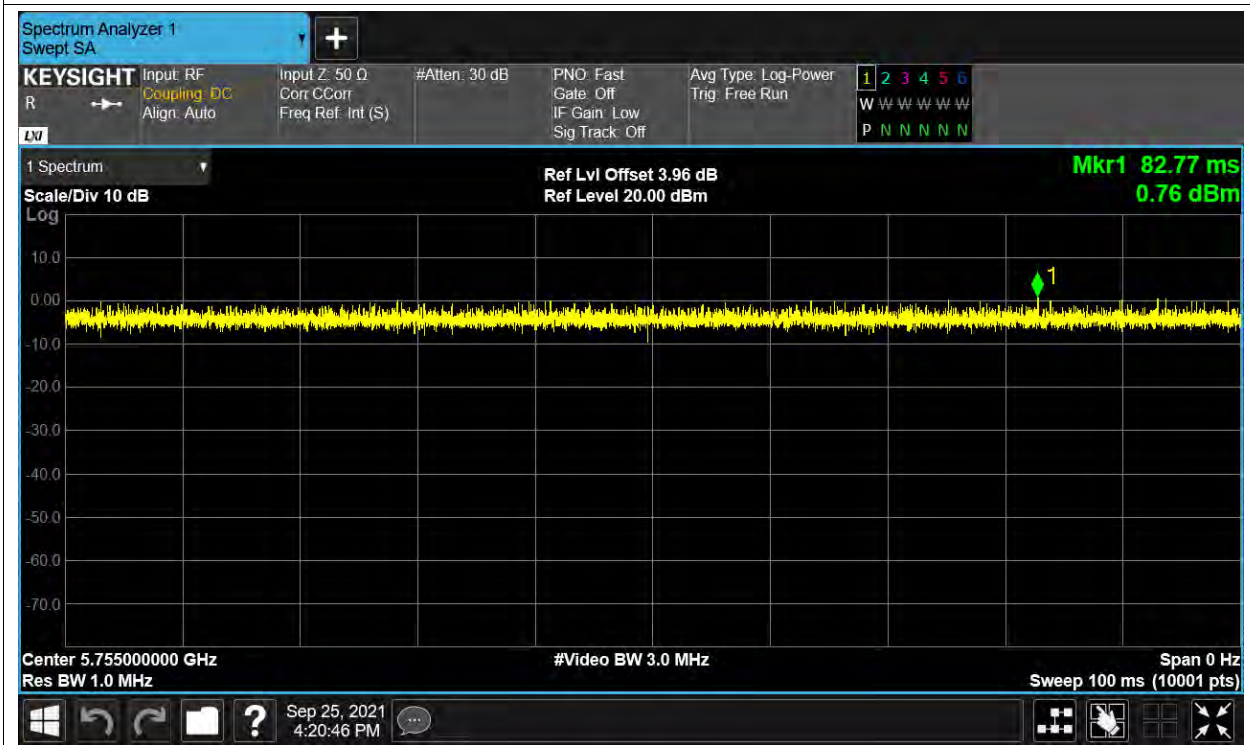 Spectrum Analyzer 1
Swept SA
+
KEYSIGHT
R
LXI
Input: RF
Coupling: DC
Align: Auto
Input Z: 50 Ω
Corr CCorr
Freq Ref: Int (S)
#Atten: 30 dB
PNO: Fast
Gate: Off
IF Gain: Low
Sig Track: Off
Avg Type: Log-Power
Trig: Free Run
1 2 3 4 5 6
W W W W W W
P N N N N N
1 Spectrum
Scale/Div 10 dB
Ref Lvl Offset 3.96 dB
Ref Level 20.00 dBm
Mkr1 82.77 ms
0.76 dBm
Log
10.0
0.00
-10.0
-20.0
-30.0
-40.0
-50.0
-60.0
-70.0
1
Center 5.755000000 GHz
Res BW 1.0 MHz
#Video BW 3.0 MHz
Span 0 Hz
Sweep 100 ms (10001 pts)
?
Sep 25, 2021
4:20:46 PM